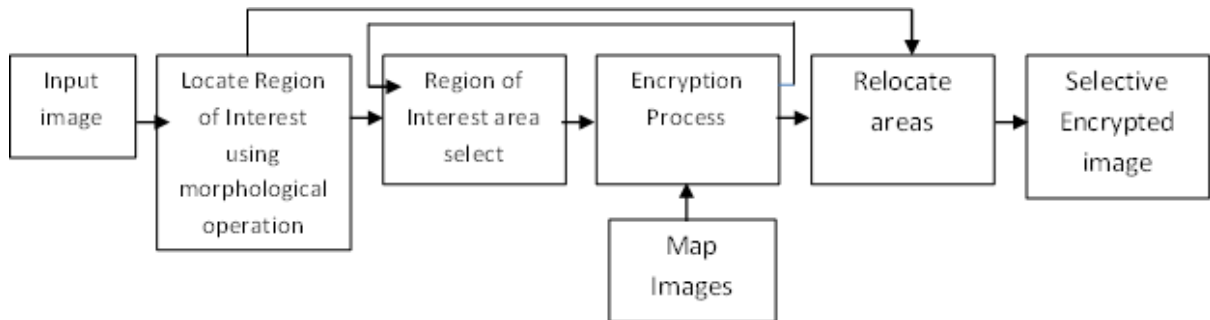 Input
image
Locate Region
of Interest
using
morphological
operation
Region of
Interest area
select
Encryption
Process
Relocate
areas
Selective
Encrypted
image
Map
Images